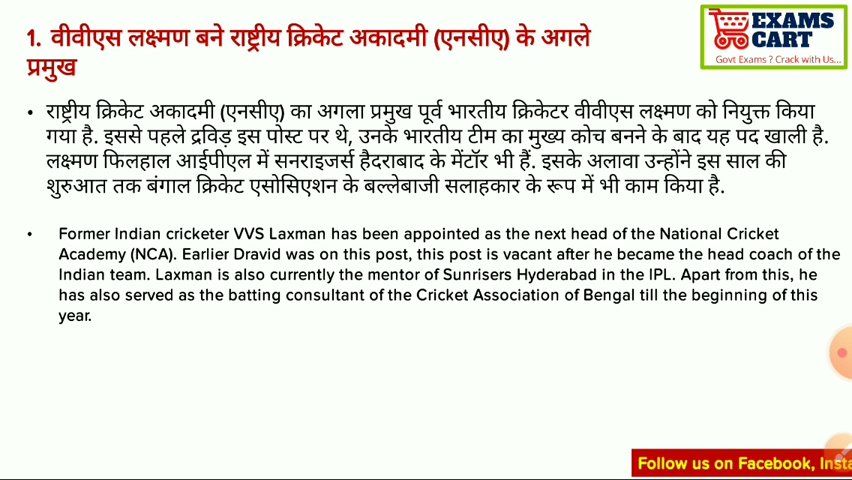 1. वीवीएस लक्ष्मण बने राष्ट्रीय क्रिकेट अकादमी (एनसीए) के अगले
प्रमुख
EXAMS
CART
Govt Exams ? Crack with Us...
• राष्ट्रीय क्रिकेट अकादमी (एनसीए) का अगला प्रमुख पूर्व भारतीय क्रिकेटर वीवीएस लक्ष्मण को नियुक्त किया
गया है. इससे पहले द्रविड़ इस पोस्ट पर थे, उनके भारतीय टीम का मुख्य कोच बनने के बाद यह पद खाली है.
लक्ष्मण फिलहाल आईपीएल में सनराइजर्स हैदराबाद के मेंटॉर भी हैं. इसके अलावा उन्होंने इस साल की
शुरुआत तक बंगाल क्रिकेट एसोसिएशन के बल्लेबाजी सलाहकार के रूप में भी काम किया है.
• Former Indian cricketer VVS Laxman has been appointed as the next head of the National Cricket
Academy (NCA). Earlier Dravid was on this post, this post is vacant after he became the head coach of the
Indian team. Laxman is also currently the mentor of Sunrisers Hyderabad in the IPL. Apart from this, he
has also served as the batting consultant of the Cricket Association of Bengal till the beginning of this
year.
Follow us on Facebook, Insta